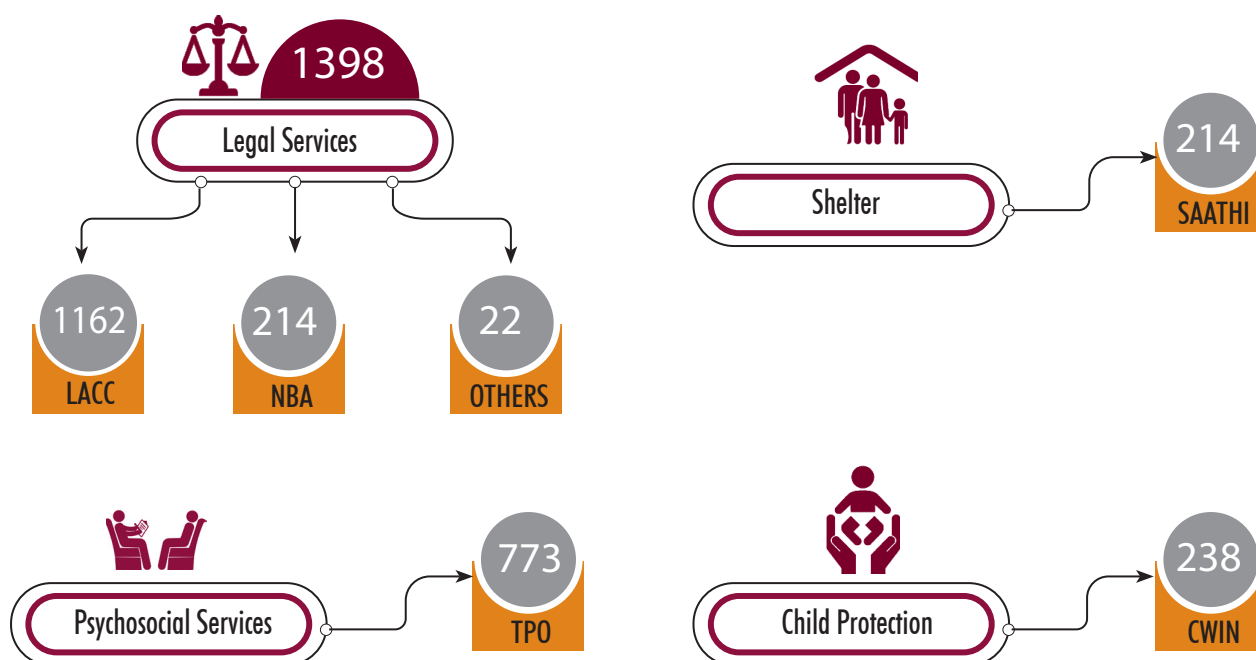 1398
Legal Services
1162
LACC
214
NBA
22
OTHERS
Shelter
214
SAATHI
773
Psychosocial Services
TPO
238
Child Protection
CWIN